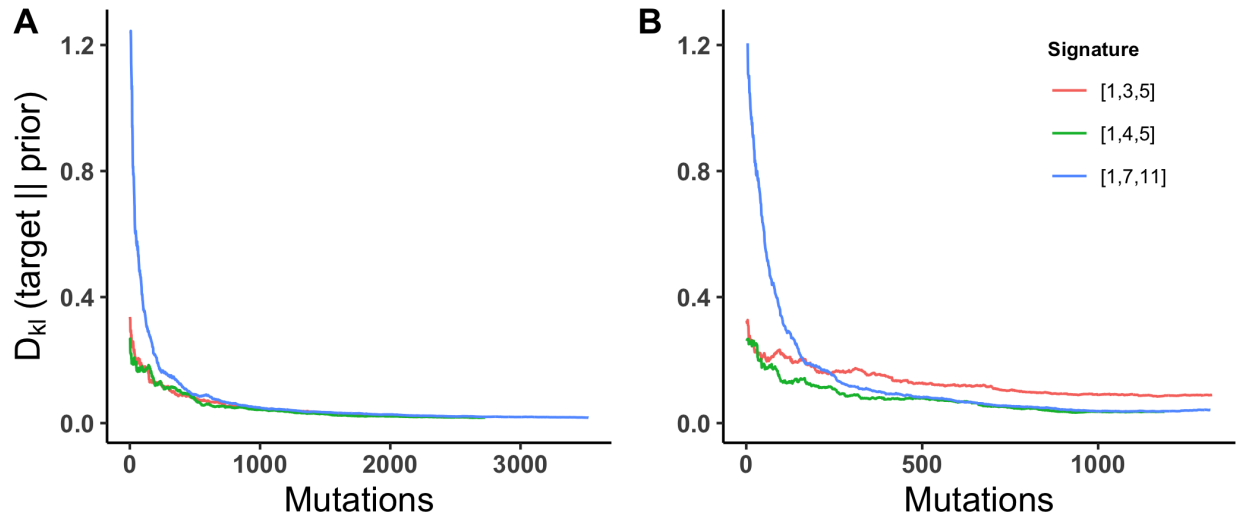 A
D_kl (target || prior)
1.2
0.8
0.4
0.0
0 1000 2000 3000
Mutations
B
1.2
0.8
0.4
0.0
0 500 1000
Mutations
Signature
[1,3,5]
[1,4,5]
[1,7,11]